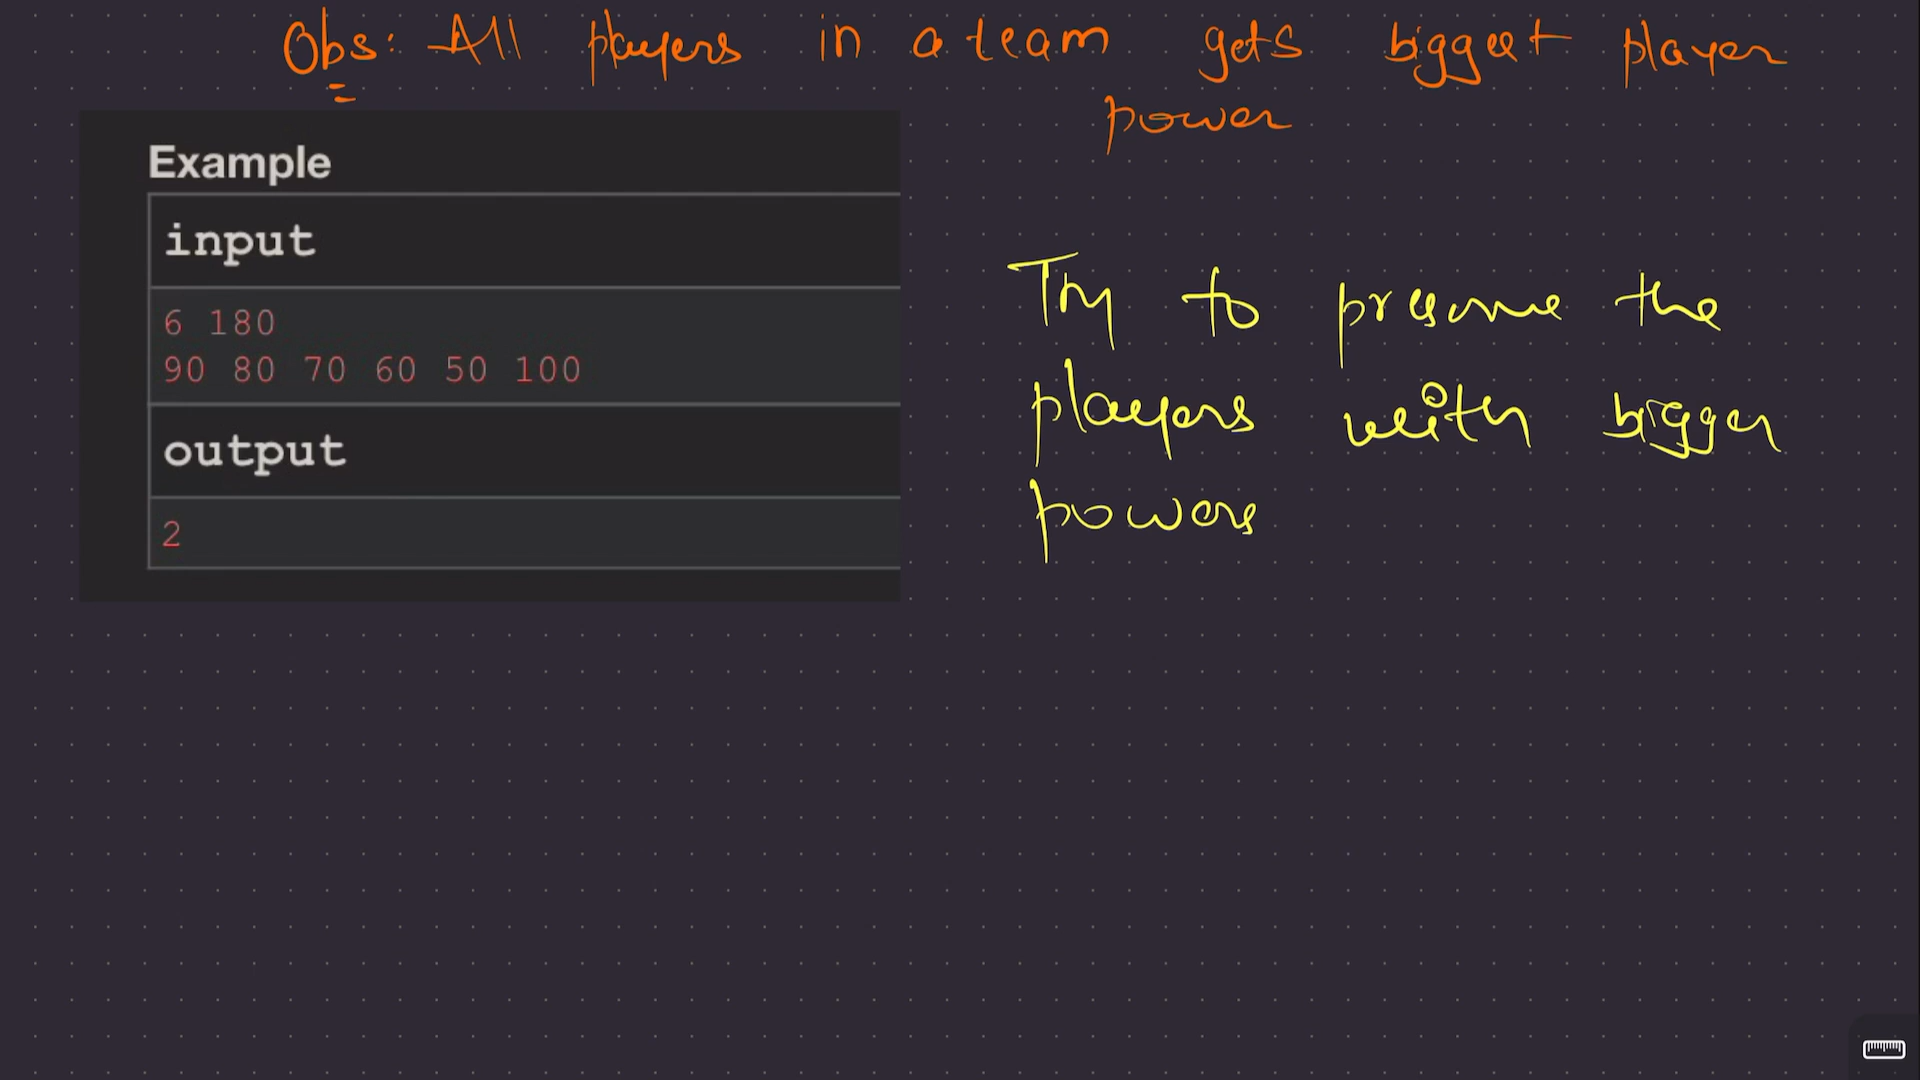 Obs: All players in a team gets biggest player
power
Example
input
6 180
90 80 70 60 50 100
output
2
Try to preserve the
players with bigger
powers